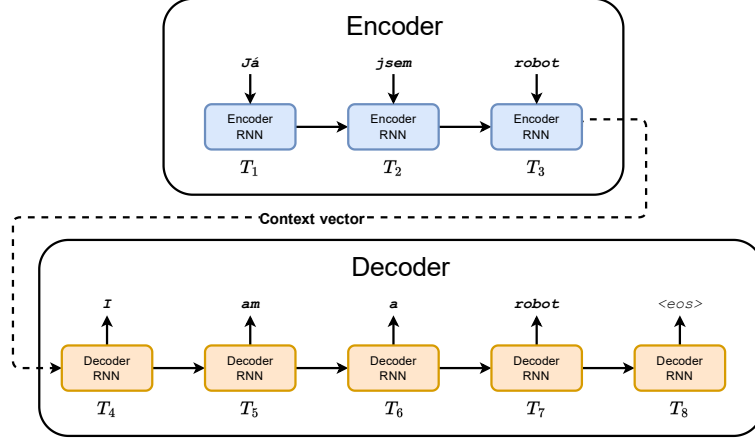 Encoder
Já jsem robot
Encoder RNN Encoder RNN Encoder RNN
T1 T2 T3
Context vector
Decoder
I am a robot <eos>
Decoder RNN Decoder RNN Decoder RNN Decoder RNN Decoder RNN
T4 T5 T6 T7 T8